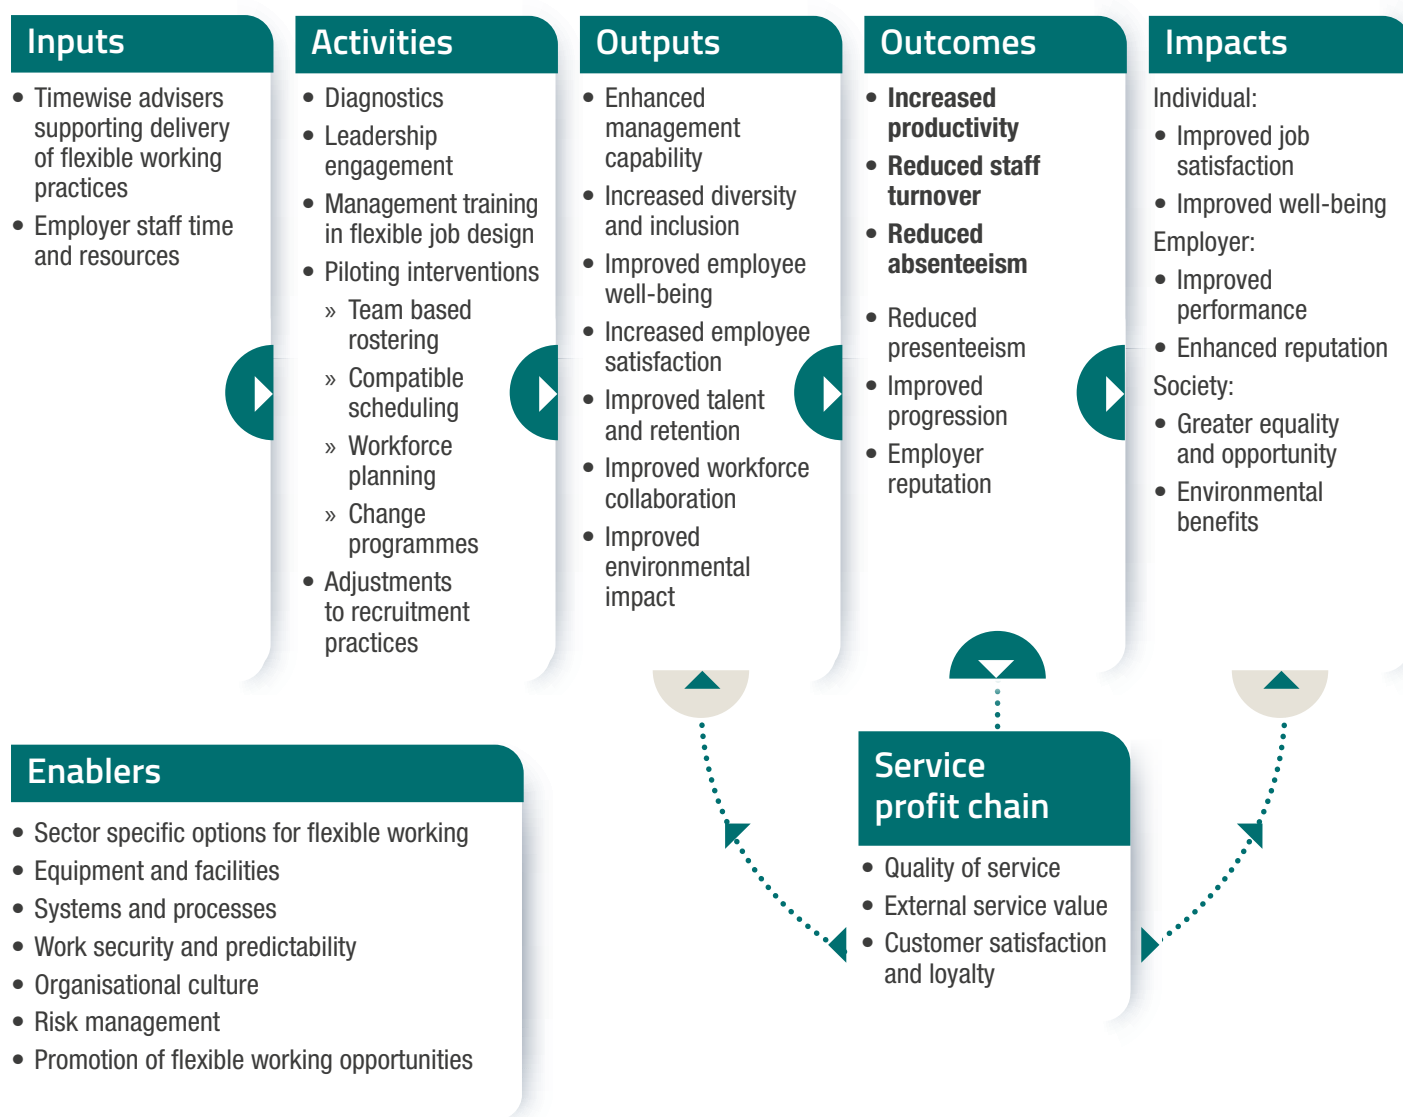 Inputs
• Timewise advisers
supporting delivery
of flexible working
practices
• Employer staff time
and resources
Activities
• Diagnostics
• Leadership
engagement
• Management training
in flexible job design
• Piloting interventions
» Team based
rostering
» Compatible
scheduling
» Workforce
planning
» Change
programmes
• Adjustments
to recruitment
practices
Outputs
• Enhanced
management
capability
• Increased diversity
and inclusion
• Improved employee
well-being
• Increased employee
satisfaction
• Improved talent
and retention
• Improved workforce
collaboration
• Improved
environmental
impact
Outcomes
• Increased
productivity
• Reduced staff
turnover
• Reduced
absenteeism
• Reduced
presenteeism
• Improved
progression
• Employer
reputation
Impacts
Individual:
• Improved job
satisfaction
• Improved well-being
Employer:
• Improved
performance
• Enhanced reputation
Society:
• Greater equality
and opportunity
• Environmental
benefits
Enablers
• Sector specific options for flexible working
• Equipment and facilities
• Systems and processes
• Work security and predictability
• Organisational culture
• Risk management
• Promotion of flexible working opportunities
Service
profit chain
• Quality of service
• External service value
• Customer satisfaction
and loyalty